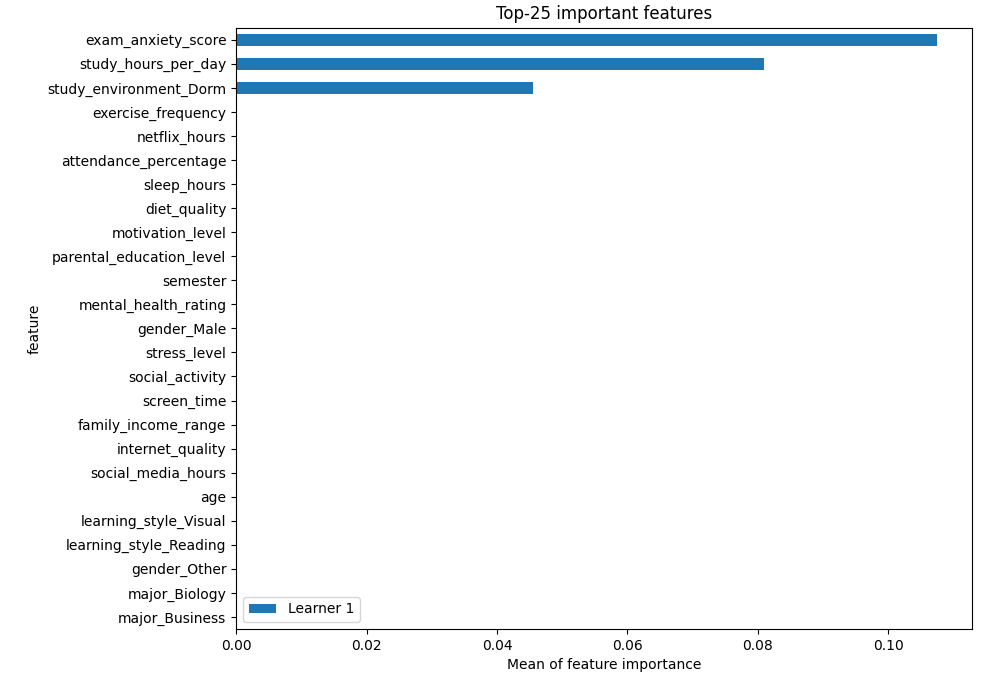 Top-25 important features
exam_anxiety_score
study_hours_per_day
study_environment_Dorm
exercise_frequency
netflix_hours
attendance_percentage
sleep_hours
diet_quality
motivation_level
parental_education_level
semester
mental_health_rating
gender_Male
stress_level
social_activity
screen_time
family_income_range
internet_quality
social_media_hours
age
learning_style_Visual
learning_style_Reading
gender_Other
major_Biology
major_Business
feature
Learner 1
0.00 0.02 0.04 0.06 0.08 0.10
Mean of feature importance